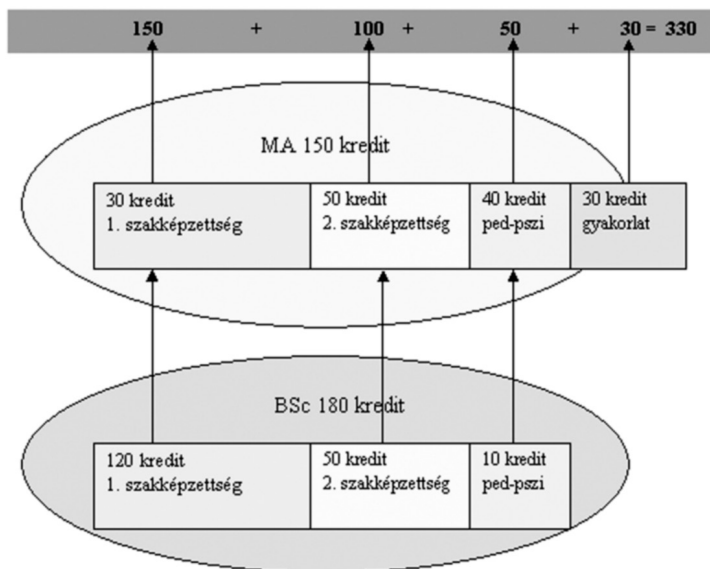 150 + 100 + 50 + 30 = 330
MA 150 kredit
30 kredit
1. szakképzettség
50 kredit
2. szakképzettség
40 kredit
ped-pszi
30 kredit
gyakorlat
BSc 180 kredit
120 kredit
1. szakképzettség
50 kredit
2. szakképzettség
10 kredit
ped-pszi